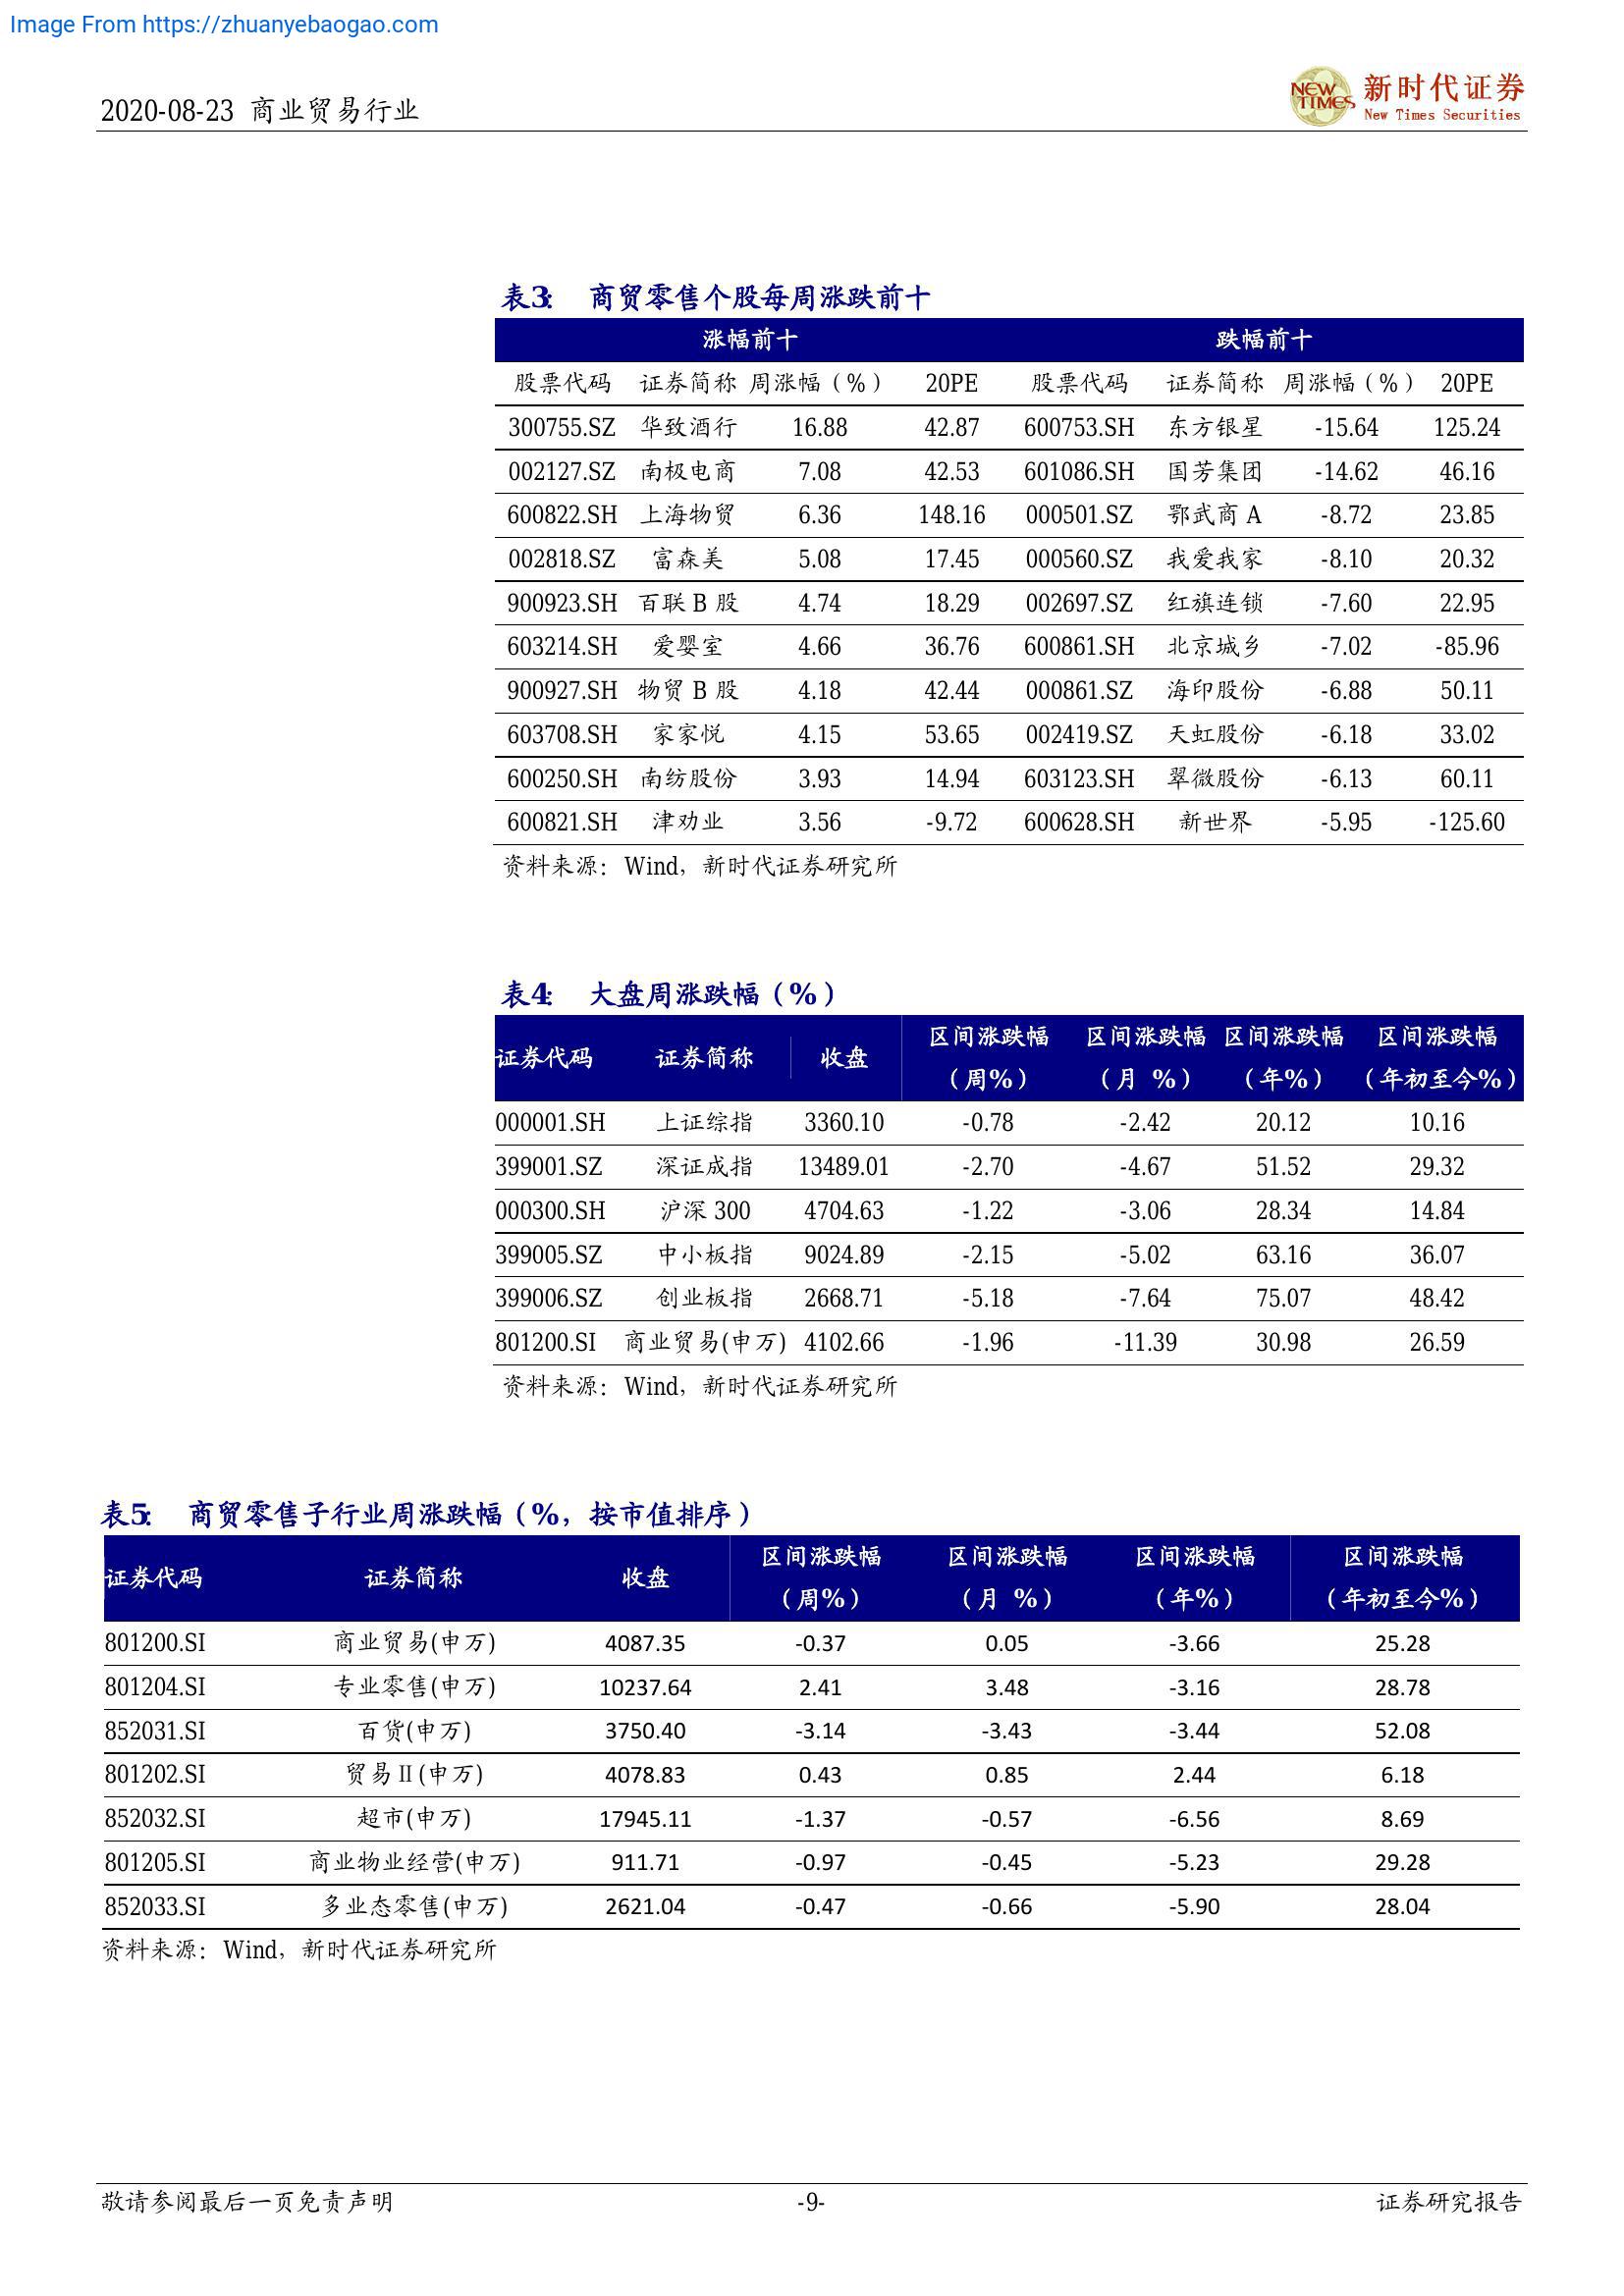 Image From https://zhuanyebaogao.com
2020-08-23 商业贸易行业
NEW TIMES 新时代证券
New Times Securities
表3: 商贸零售个股每周涨跌前十
涨幅前十 跌幅前十
股票代码 证券简称 周涨幅（%） 20PE 股票代码 证券简称 周涨幅（%） 20PE
300755.SZ 华致酒行 16.88 42.87 600753.SH 东方银星 -15.64 125.24
002127.SZ 南极电商 7.08 42.53 601086.SH 国芳集团 -14.62 46.16
600822.SH 上海物贸 6.36 148.16 000501.SZ 鄂武商 A -8.72 23.85
002818.SZ 富森美 5.08 17.45 000560.SZ 我爱我家 -8.10 20.32
900923.SH 百联 B 股 4.74 18.29 002697.SZ 红旗连锁 -7.60 22.95
603214.SH 爱婴室 4.66 36.76 600861.SH 北京城乡 -7.02 -85.96
900927.SH 物贸 B 股 4.18 42.44 000861.SZ 海印股份 -6.88 50.11
603708.SH 家家悦 4.15 53.65 002419.SZ 天虹股份 -6.18 33.02
600250.SH 南纺股份 3.93 14.94 603123.SH 翠微股份 -6.13 60.11
600821.SH 津劝业 3.56 -9.72 600628.SH 新世界 -5.95 -125.60
资料来源：Wind，新时代证券研究所
表4: 大盘周涨跌幅（%）
证券代码 证券简称 收盘 区间涨跌幅（周%） 区间涨跌幅（月 %） 区间涨跌幅（年%） 区间涨跌幅（年初至今%）
000001.SH 上证综指 3360.10 -0.78 -2.42 20.12 10.16
399001.SZ 深证成指 13489.01 -2.70 -4.67 51.52 29.32
000300.SH 沪深 300 4704.63 -1.22 -3.06 28.34 14.84
399005.SZ 中小板指 9024.89 -2.15 -5.02 63.16 36.07
399006.SZ 创业板指 2668.71 -5.18 -7.64 75.07 48.42
801200.SI 商业贸易(申万) 4102.66 -1.96 -11.39 30.98 26.59
资料来源：Wind，新时代证券研究所
表5: 商贸零售子行业周涨跌幅（%，按市值排序）
证券代码 证券简称 收盘 区间涨跌幅（周%） 区间涨跌幅（月 %） 区间涨跌幅（年%） 区间涨跌幅（年初至今%）
801200.SI 商业贸易(申万) 4087.35 -0.37 0.05 -3.66 25.28
801204.SI 专业零售(申万) 10237.64 2.41 3.48 -3.16 28.78
852031.SI 百货(申万) 3750.40 -3.14 -3.43 -3.44 52.08
801202.SI 贸易Ⅱ(申万) 4078.83 0.43 0.85 2.44 6.18
852032.SI 超市(申万) 17945.11 -1.37 -0.57 -6.56 8.69
801205.SI 商业物业经营(申万) 911.71 -0.97 -0.45 -5.23 29.28
852033.SI 多业态零售(申万) 2621.04 -0.47 -0.66 -5.90 28.04
资料来源：Wind，新时代证券研究所
敬请参阅最后一页免责声明 -9- 证券研究报告